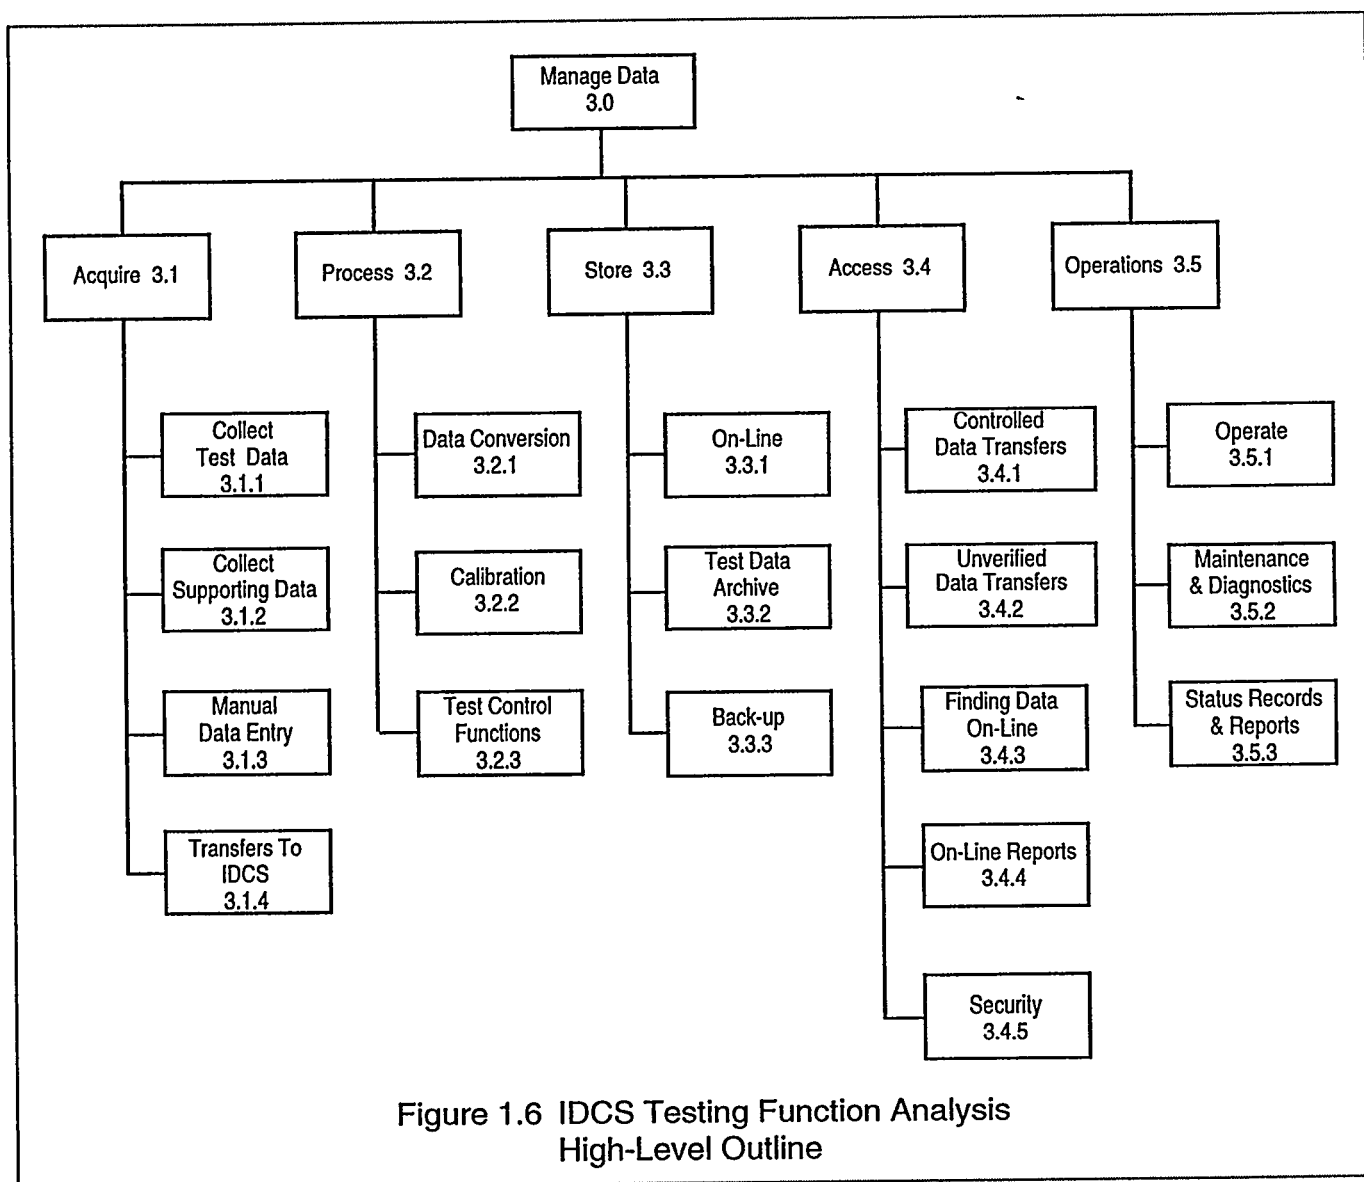 Manage Data
3.0
Acquire 3.1
Process 3.2
Store 3.3
Access 3.4
Operations 3.5
Collect
Test Data
3.1.1
Collect
Supporting Data
3.1.2
Manual
Data Entry
3.1.3
Transfers To
IDCS
3.1.4
Data Conversion
3.2.1
Calibration
3.2.2
Test Control
Functions
3.2.3
On-Line
3.3.1
Test Data
Archive
3.3.2
Back-up
3.3.3
Controlled
Data Transfers
3.4.1
Unverified
Data Transfers
3.4.2
Finding Data
On-Line
3.4.3
On-Line Reports
3.4.4
Security
3.4.5
Operate
3.5.1
Maintenance
& Diagnostics
3.5.2
Status Records
& Reports
3.5.3
Figure 1.6 IDCS Testing Function Analysis
High-Level Outline